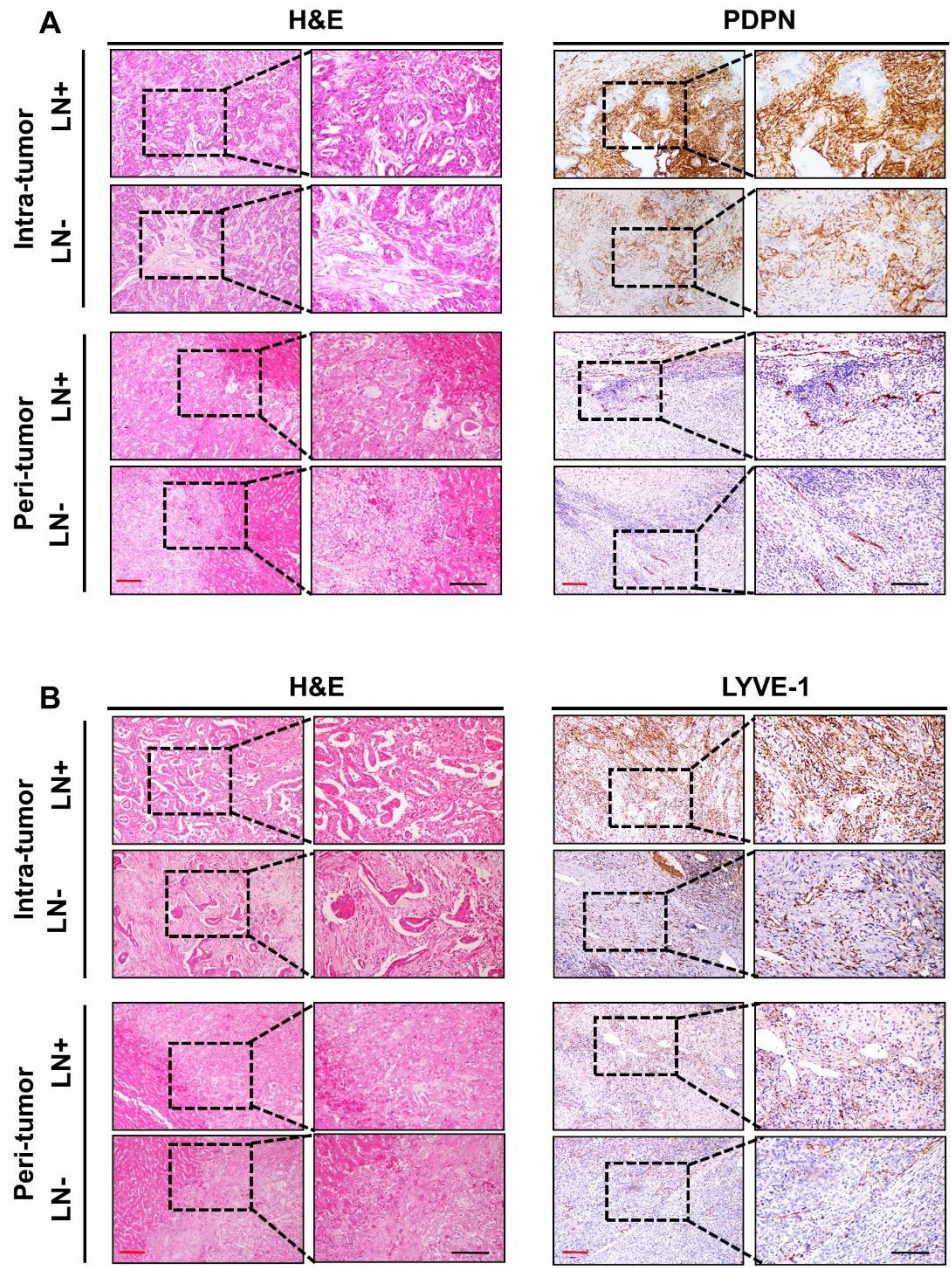 A
H&E
PDPN
Intra-tumor
LN+
LN-
Peri-tumor
LN+
LN-
B
H&E
LYVE-1
Intra-tumor
LN+
LN-
Peri-tumor
LN+
LN-